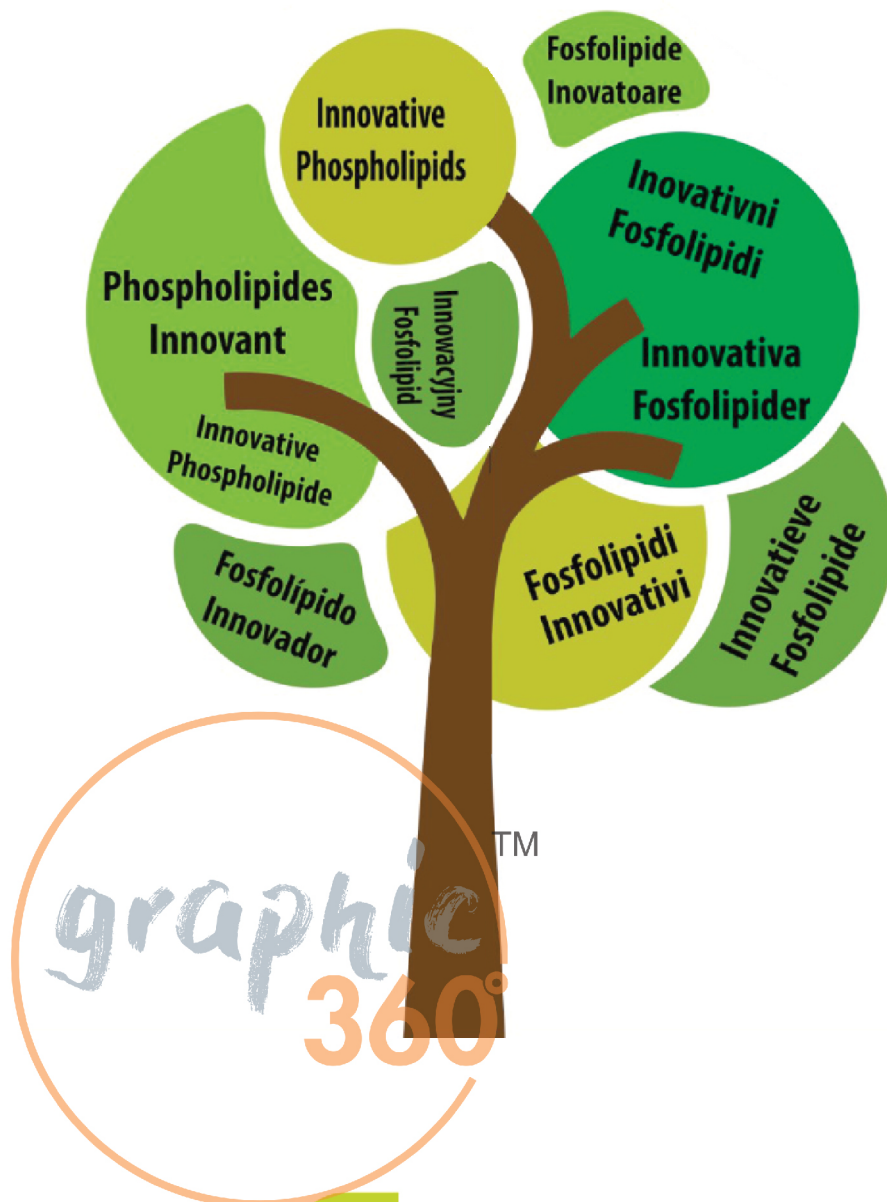 Fosfolipide
Inovatoare
Innovative
Phospholipids
Inovativni
Fosfolipidi
Phospholipides
Innovant
Innowacyjny
Fosfolipid
Innovativa
Fosfolipider
Innovative
Phospholipide
Fosfolípido
Innovador
Fosfolipidi
Innovativi
Innovatieve
Fosfolipide
TM
graphic
360°